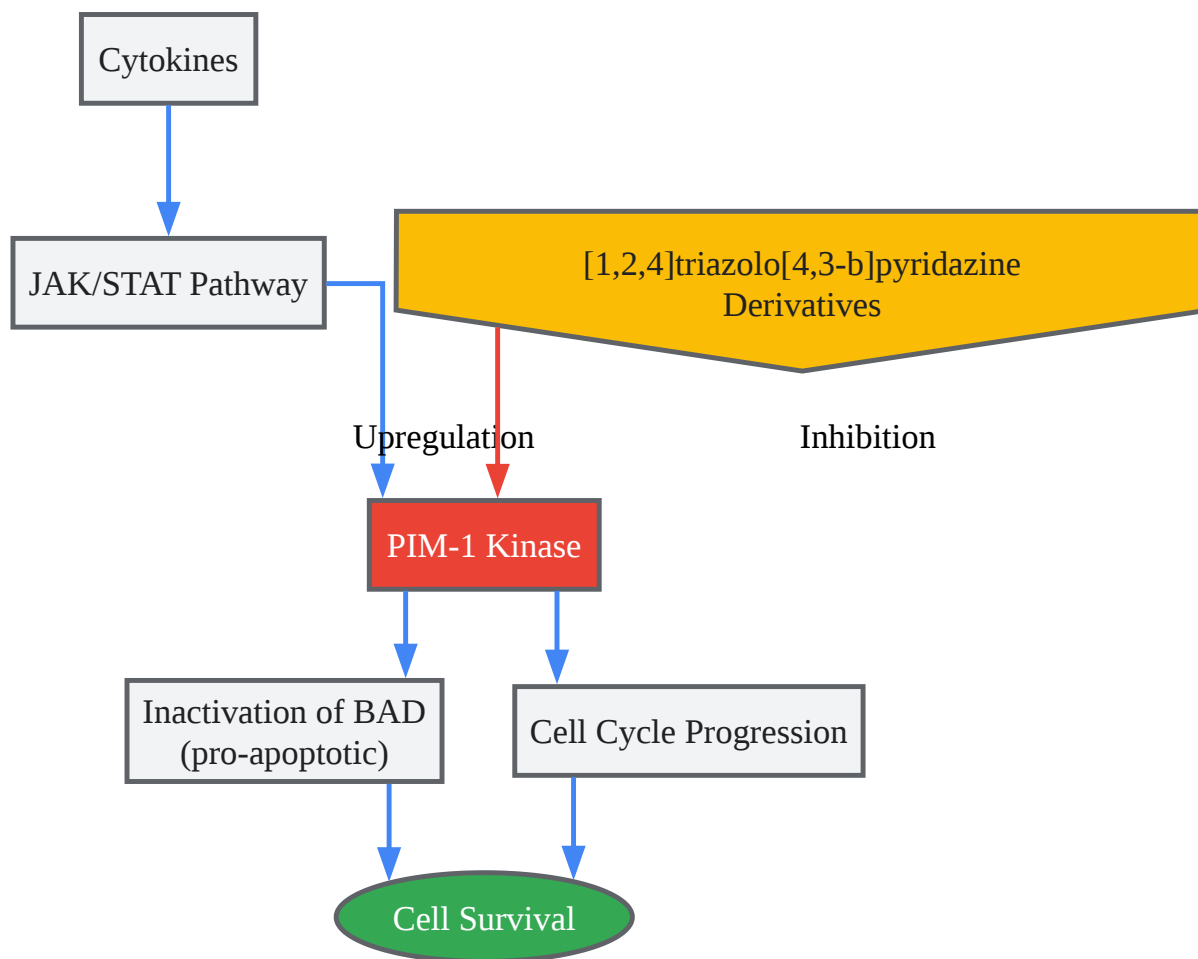 Cytokines
JAK/STAT Pathway
[1,2,4]triazolo[4,3-b]pyridazine
Derivatives
Upregulation
Inhibition
PIM-1 Kinase
Inactivation of BAD
(pro-apoptotic)
Cell Cycle Progression
Cell Survival